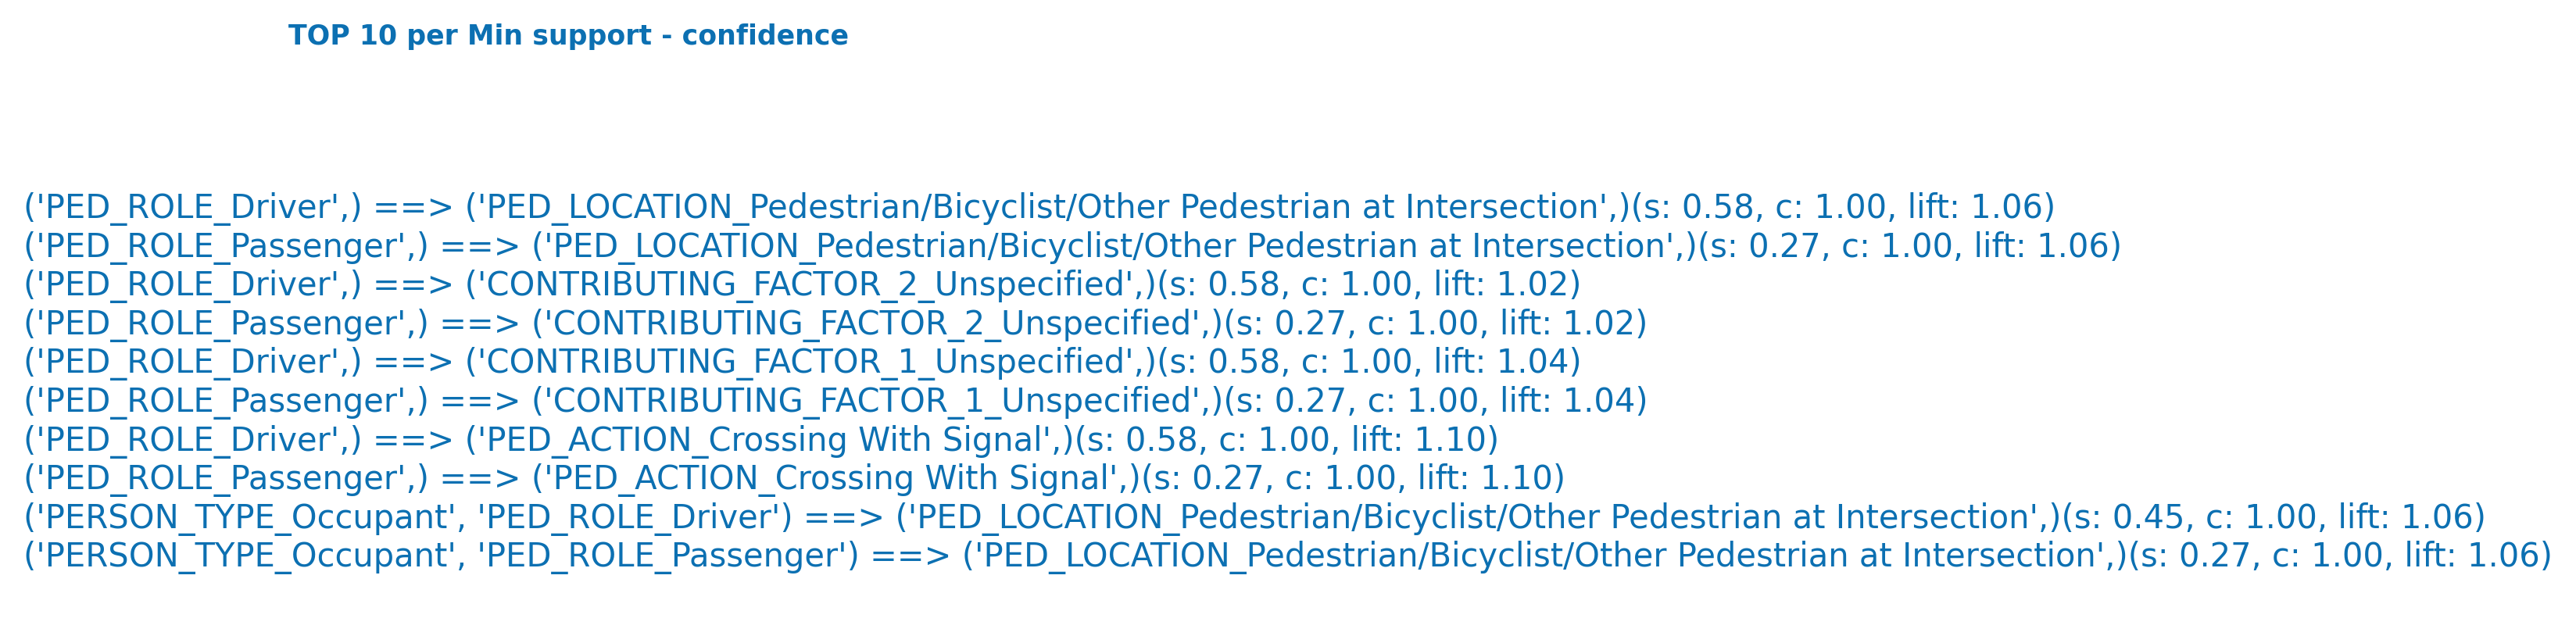 TOP 10 per Min support - confidence
('PED_ROLE_Driver',) ==> ('PED_LOCATION_Pedestrian/Bicyclist/Other Pedestrian at Intersection',)(s: 0.58, c: 1.00, lift: 1.06)
('PED_ROLE_Passenger',) ==> ('PED_LOCATION_Pedestrian/Bicyclist/Other Pedestrian at Intersection',)(s: 0.27, c: 1.00, lift: 1.06)
('PED_ROLE_Driver',) ==> ('CONTRIBUTING_FACTOR_2_Unspecified',)(s: 0.58, c: 1.00, lift: 1.02)
('PED_ROLE_Passenger',) ==> ('CONTRIBUTING_FACTOR_2_Unspecified',)(s: 0.27, c: 1.00, lift: 1.02)
('PED_ROLE_Driver',) ==> ('CONTRIBUTING_FACTOR_1_Unspecified',)(s: 0.58, c: 1.00, lift: 1.04)
('PED_ROLE_Passenger',) ==> ('CONTRIBUTING_FACTOR_1_Unspecified',)(s: 0.27, c: 1.00, lift: 1.04)
('PED_ROLE_Driver',) ==> ('PED_ACTION_Crossing With Signal',)(s: 0.58, c: 1.00, lift: 1.10)
('PED_ROLE_Passenger',) ==> ('PED_ACTION_Crossing With Signal',)(s: 0.27, c: 1.00, lift: 1.10)
('PERSON_TYPE_Occupant', 'PED_ROLE_Driver') ==> ('PED_LOCATION_Pedestrian/Bicyclist/Other Pedestrian at Intersection',)(s: 0.45, c: 1.00, lift: 1.06)
('PERSON_TYPE_Occupant', 'PED_ROLE_Passenger') ==> ('PED_LOCATION_Pedestrian/Bicyclist/Other Pedestrian at Intersection',)(s: 0.27, c: 1.00, lift: 1.06)